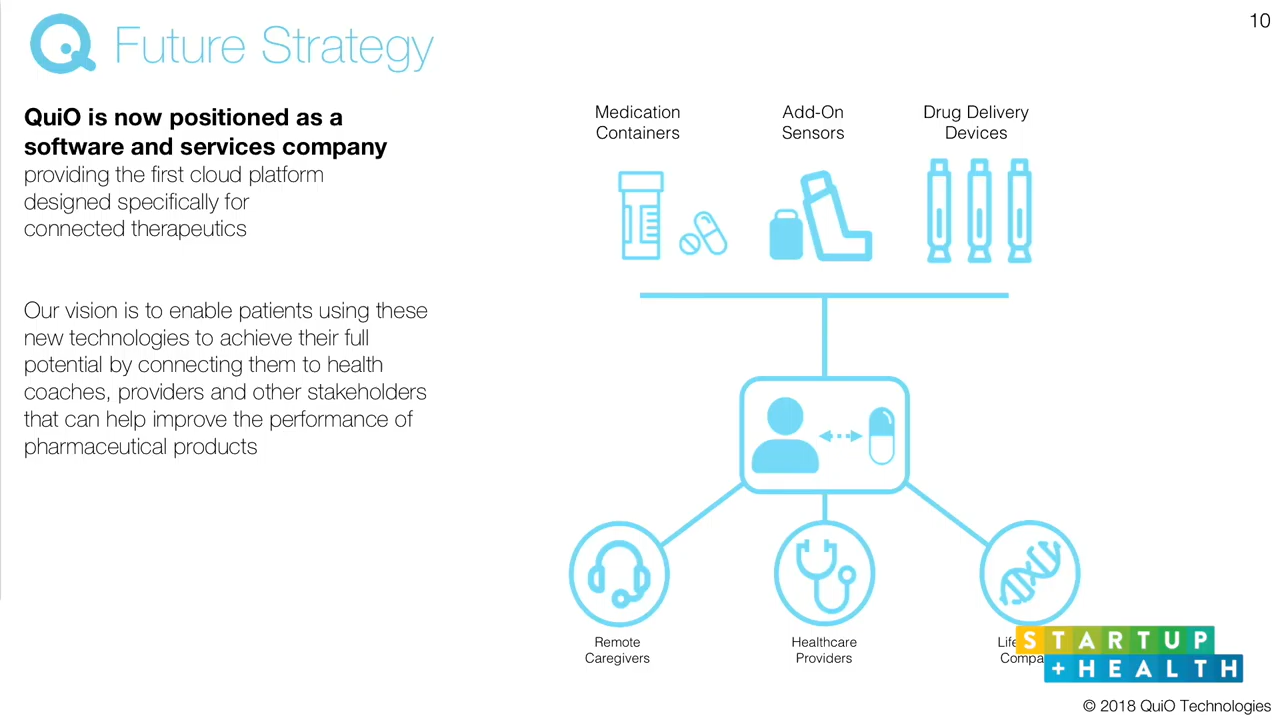 10
Future Strategy
QuiO is now positioned as a
software and services company
providing the first cloud platform
designed specifically for
connected therapeutics
Our vision is to enable patients using these
new technologies to achieve their full
potential by connecting them to health
coaches, providers and other stakeholders
that can help improve the performance of
pharmaceutical products
Medication
Containers
Add-On
Sensors
Drug Delivery
Devices
Remote
Caregivers
Healthcare
Providers
STARTUP
+HEALTH
© 2018 QuiO Technologies